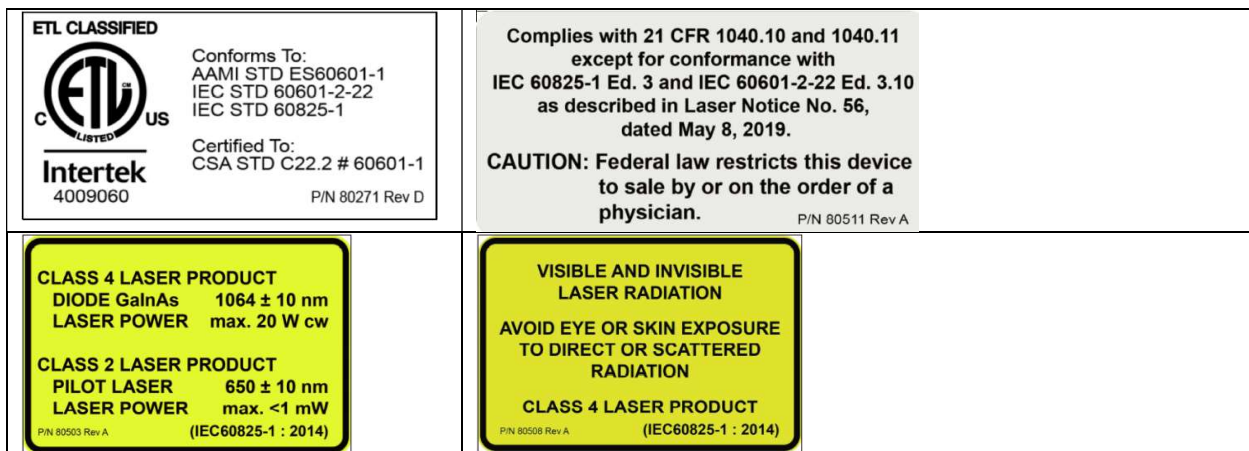 ETL CLASSIFIED
ETL CM
C US
LISTED
Intertek
4009060
Conforms To:
AAMI STD ES60601-1
IEC STD 60601-2-22
IEC STD 60825-1
Certified To:
CSA STD C22.2 # 60601-1
P/N 80271 Rev D
Complies with 21 CFR 1040.10 and 1040.11
except for conformance with
IEC 60825-1 Ed. 3 and IEC 60601-2-22 Ed. 3.10
as described in Laser Notice No. 56,
dated May 8, 2019.
CAUTION: Federal law restricts this device
to sale by or on the order of a
physician.
P/N 80511 Rev A
CLASS 4 LASER PRODUCT
DIODE GaInAs 1064 ± 10 nm
LASER POWER max. 20 W cw
CLASS 2 LASER PRODUCT
PILOT LASER 650 ± 10 nm
LASER POWER max. <1 mW
P/N 80503 Rev A (IEC60825-1 : 2014)
VISIBLE AND INVISIBLE
LASER RADIATION
AVOID EYE OR SKIN EXPOSURE
TO DIRECT OR SCATTERED
RADIATION
CLASS 4 LASER PRODUCT
P/N 80508 Rev A (IEC60825-1 : 2014)